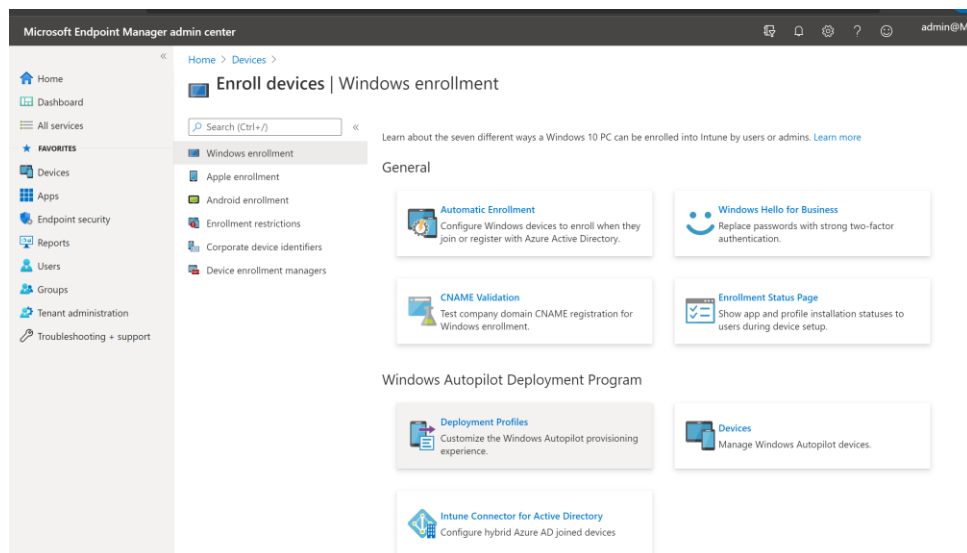 Microsoft Endpoint Manager admin center
admin@M
Home
Dashboard
All services
FAVORITES
Devices
Apps
Endpoint security
Reports
Users
Groups
Tenant administration
Troubleshooting + support
Home > Devices >
Enroll devices | Windows enrollment
Search (Ctrl+/)
Windows enrollment
Apple enrollment
Android enrollment
Enrollment restrictions
Corporate device identifiers
Device enrollment managers
Learn about the seven different ways a Windows 10 PC can be enrolled into Intune by users or admins. Learn more
General
Automatic Enrollment
Configure Windows devices to enroll when they
join or register with Azure Active Directory.
Windows Hello for Business
Replace passwords with strong two-factor
authentication.
CNAME Validation
Test company domain CNAME registration for
Windows enrollment.
Enrollment Status Page
Show app and profile installation statuses to
users during device setup.
Windows Autopilot Deployment Program
Deployment Profiles
Customize the Windows Autopilot provisioning
experience.
Devices
Manage Windows Autopilot devices.
Intune Connector for Active Directory
Configure hybrid Azure AD joined devices